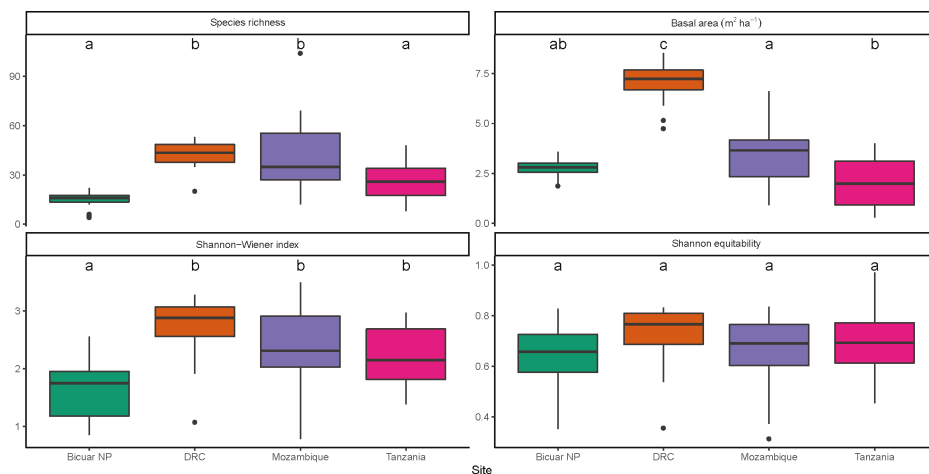 Species richness
a b b a
90
60
30
0
Basal area (m² ha⁻¹)
ab c a b
7.5
5.0
2.5
0.0
Shannon−Wiener index
a b b b
3
2
1
Bicuar NP DRC Mozambique Tanzania
Shannon equitability
a a a a
1.0
0.8
0.6
0.4
Bicuar NP DRC Mozambique Tanzania
Site